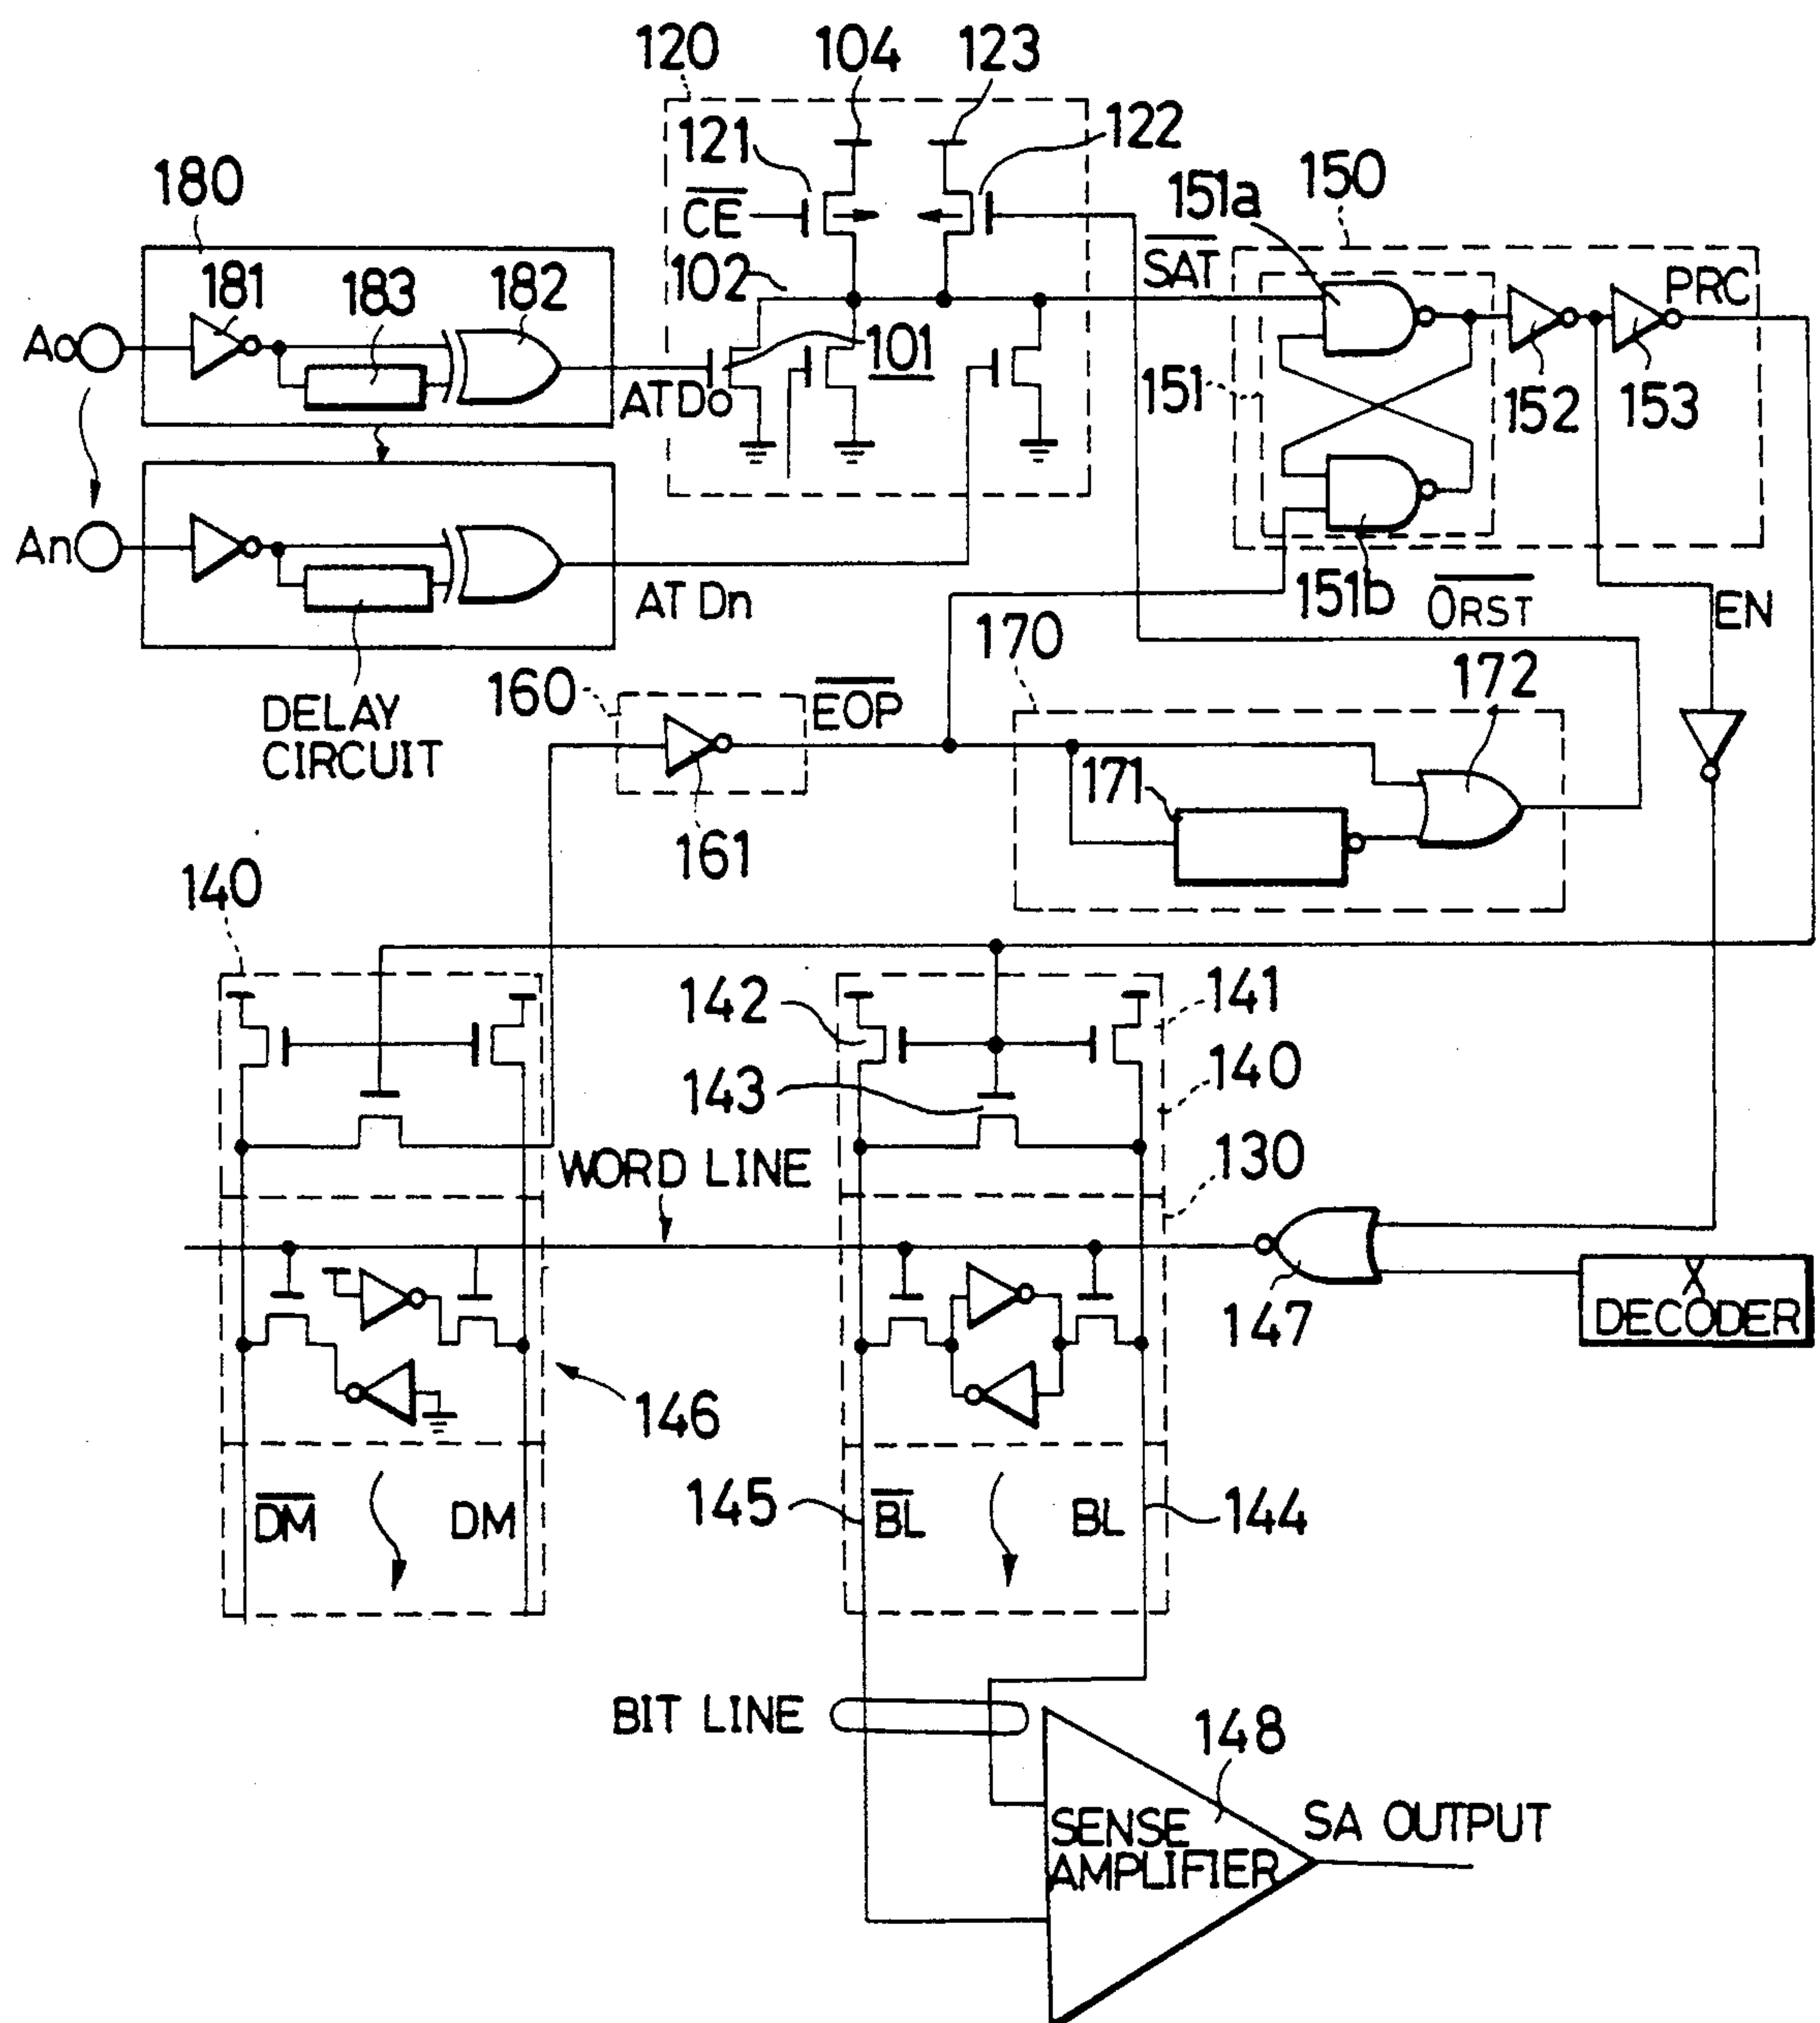 120
104
123
121
122
180
CE
151a
150
181
183
182
102
SAT
PRC
Ao
101
ATDo
151
152
153
An
ATDn
151b
ORST
EN
170
DELAY
CIRCUIT
160
EOP
172
171
161
140
142
141
143
140
WORD LINE
130
147
X
DECODER
146
DM
DM
145
BL
BL
144
BIT LINE
148
SENSE
AMPLIFIER
SA OUTPUT